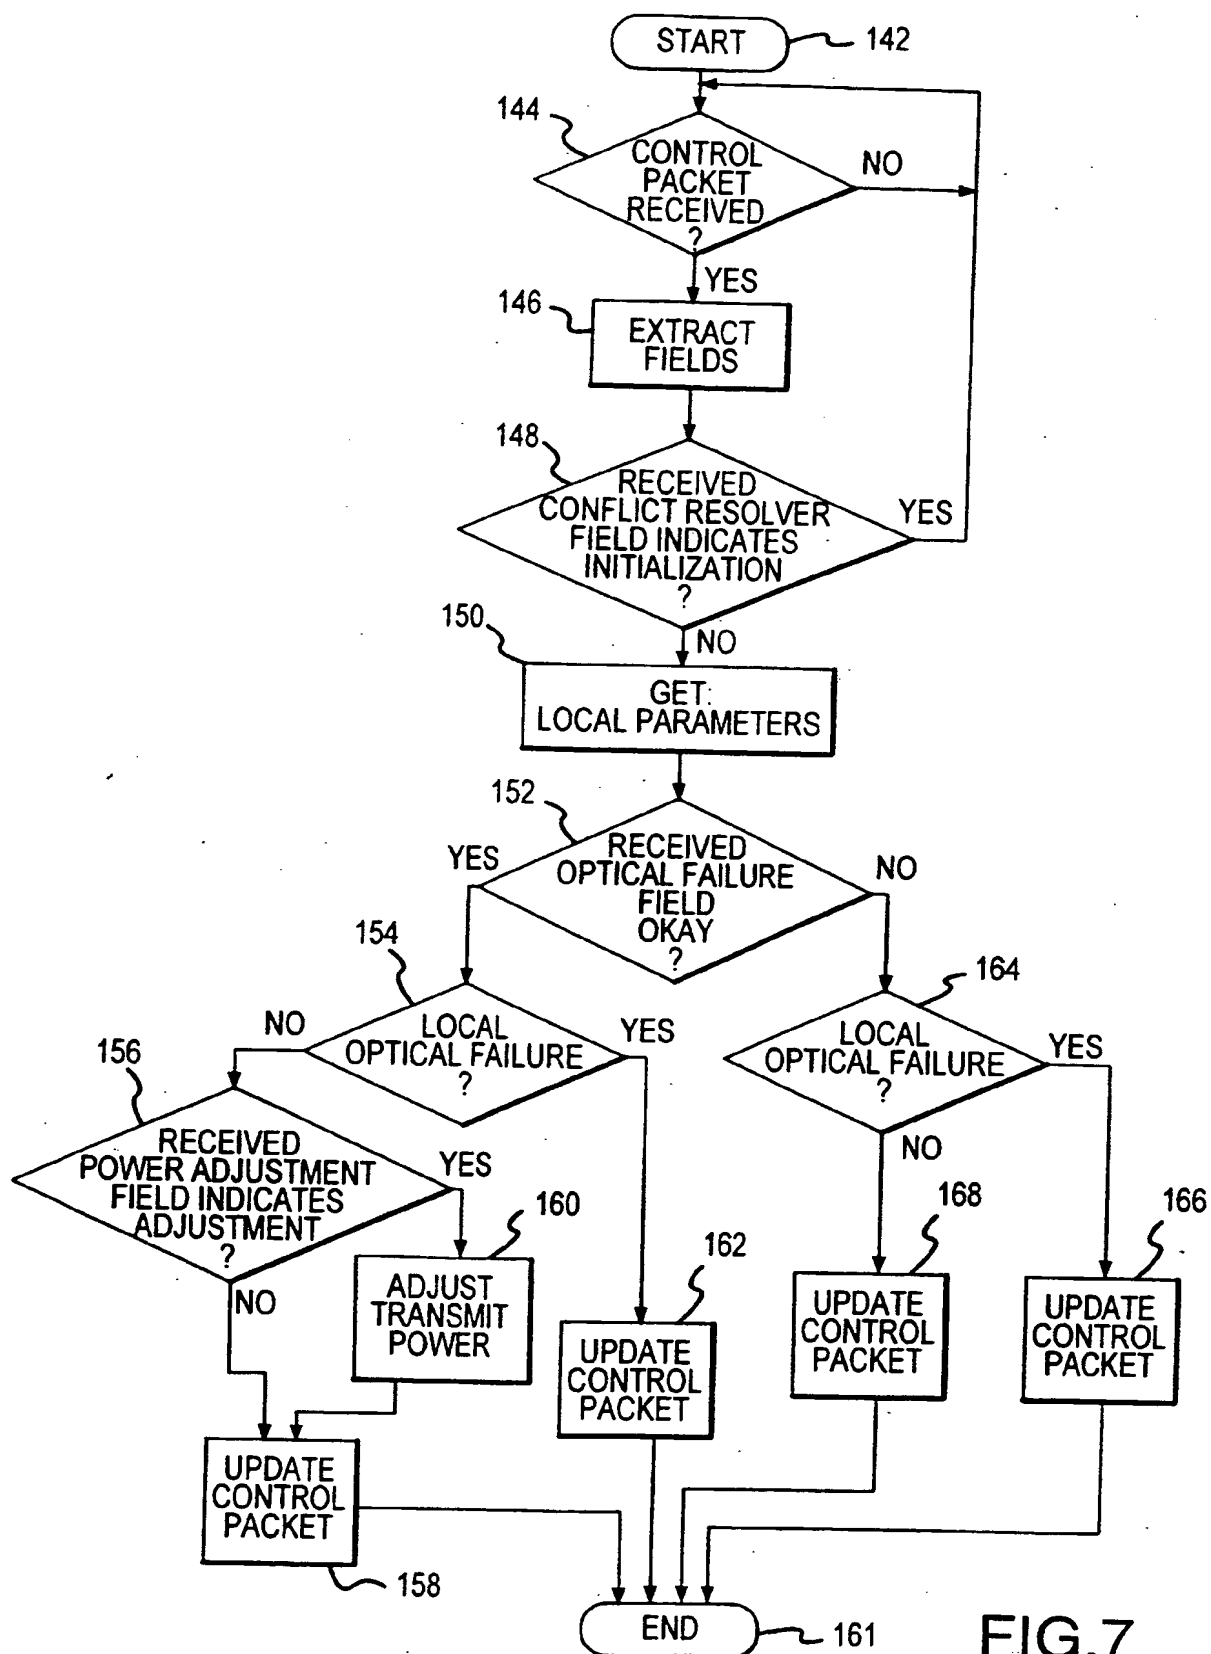 START
142
144
CONTROL
PACKET
RECEIVED
?
NO
YES
146
EXTRACT
FIELDS
148
RECEIVED
CONFLICT RESOLVER
FIELD INDICATES
INITIALIZATION
?
YES
NO
150
GET:
LOCAL PARAMETERS
152
RECEIVED
OPTICAL FAILURE
FIELD
OKAY
?
YES
NO
154
LOCAL
OPTICAL FAILURE
?
NO
YES
164
LOCAL
OPTICAL FAILURE
?
YES
NO
156
RECEIVED
POWER ADJUSTMENT
FIELD INDICATES
ADJUSTMENT
?
YES
NO
160
ADJUST
TRANSMIT
POWER
162
UPDATE
CONTROL
PACKET
168
UPDATE
CONTROL
PACKET
166
UPDATE
CONTROL
PACKET
UPDATE
CONTROL
PACKET
158
END
161
FIG.7